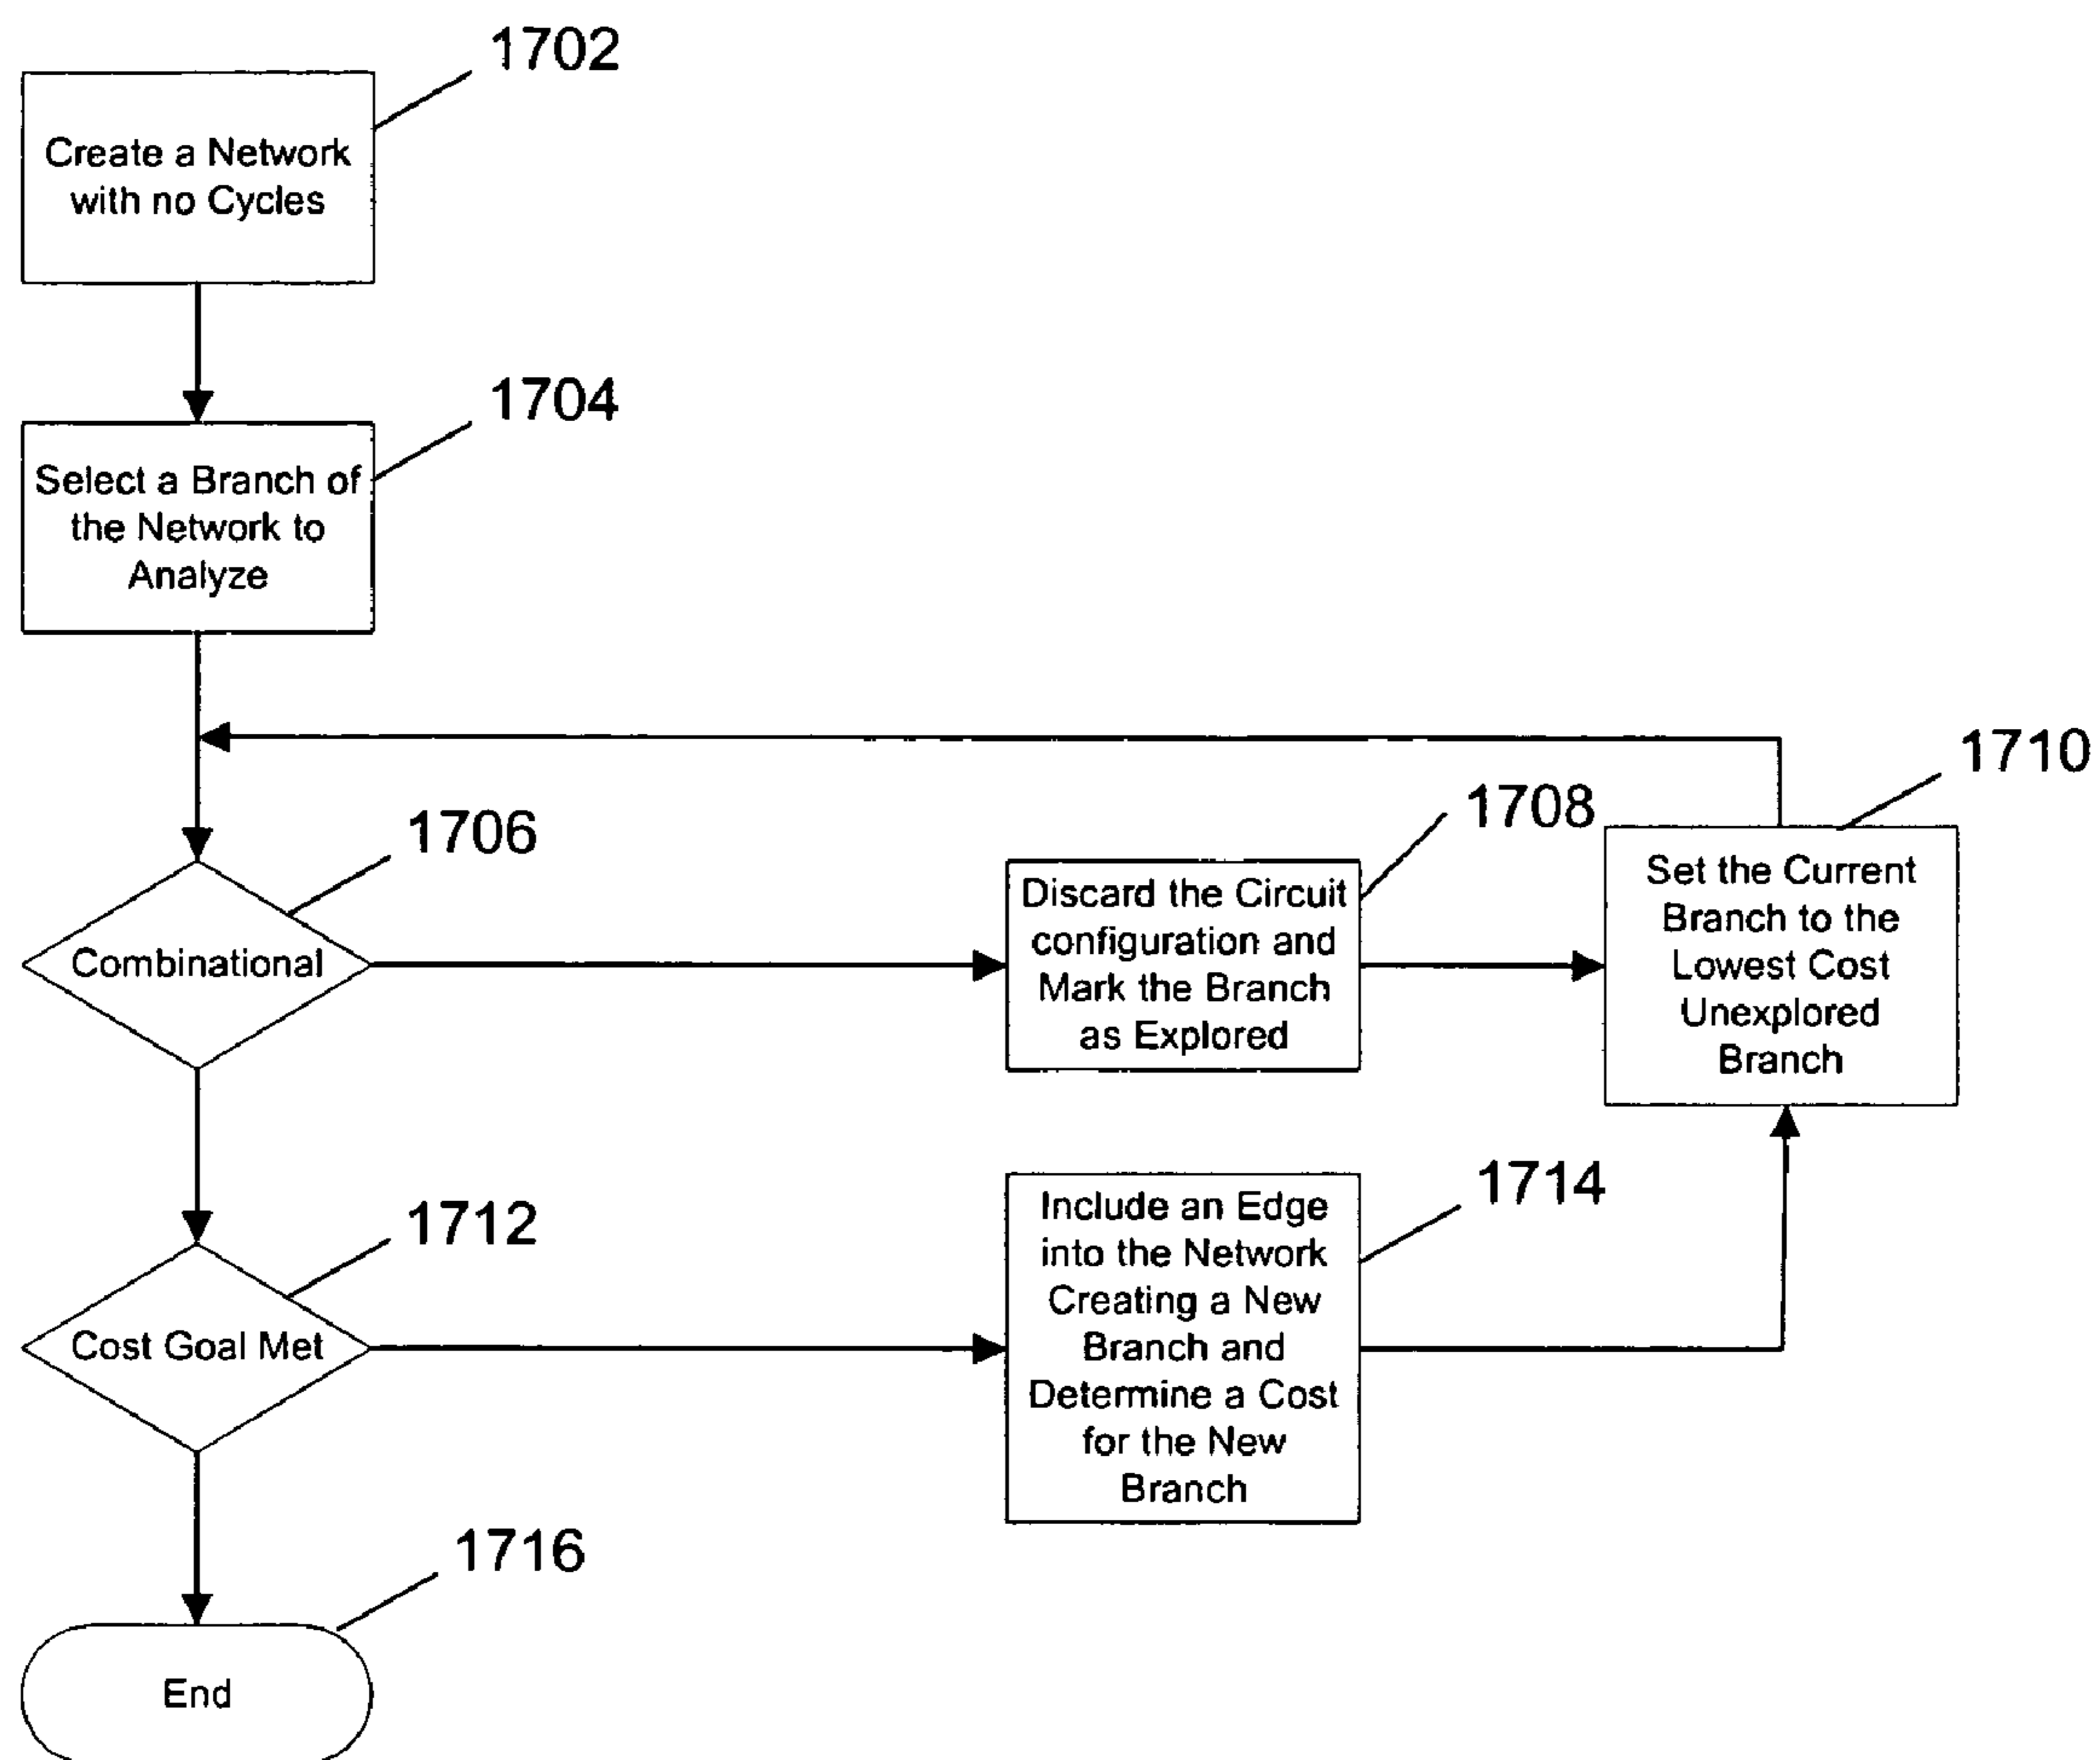 1702
Create a Network
with no Cycles
1704
Select a Branch of
the Network to
Analyze
1706
Combinational
1708
Discard the Circuit
configuration and
Mark the Branch
as Explored
1710
Set the Current
Branch to the
Lowest Cost
Unexplored
Branch
1712
Cost Goal Met
1714
Include an Edge
into the Network
Creating a New
Branch and
Determine a Cost
for the New
Branch
1716
End